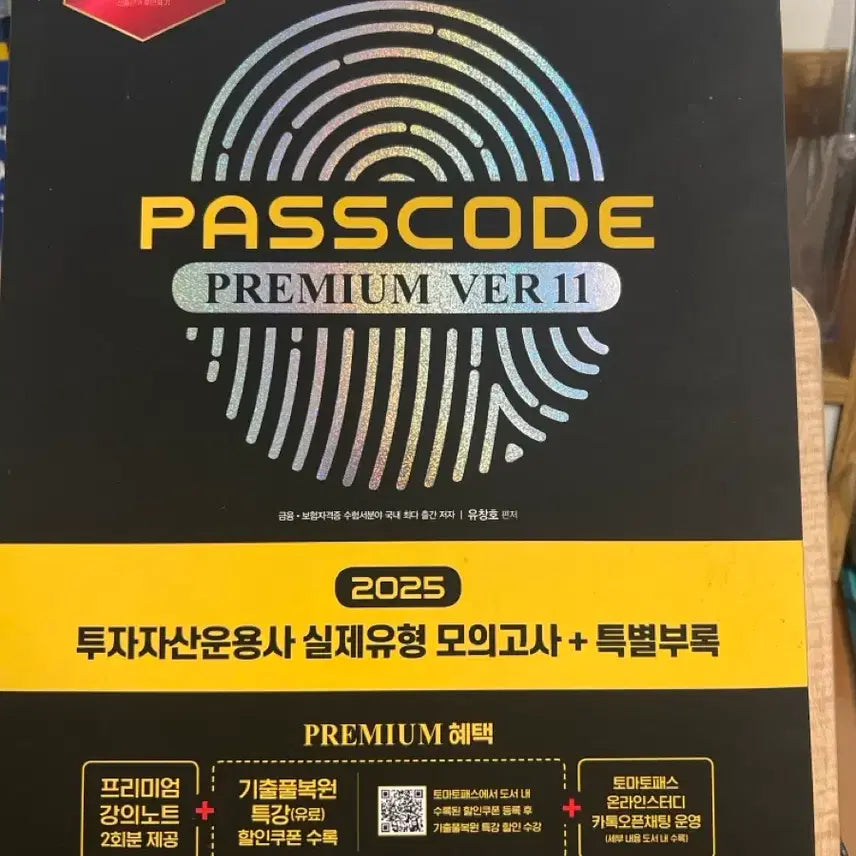 PASSCODE
PREMIUM VER 11
금융·보험자격증 수험서분야 국내 최다 출간 저자 | 유창호 편저
2025
투자자산운용사 실제유형 모의고사 + 특별부록
PREMIUM 혜택
프리미엄
강의노트
2회분 제공
+
기출풀복원
특강(유료)
할인쿠폰 수록
토마토패스에서 도서 내
수록된 할인쿠폰 등록 후
기출풀복원 특강 할인 수강
+
토마토패스
온라인스터디
카톡오픈채팅 운영
(세부 내용 도서 내 수록)